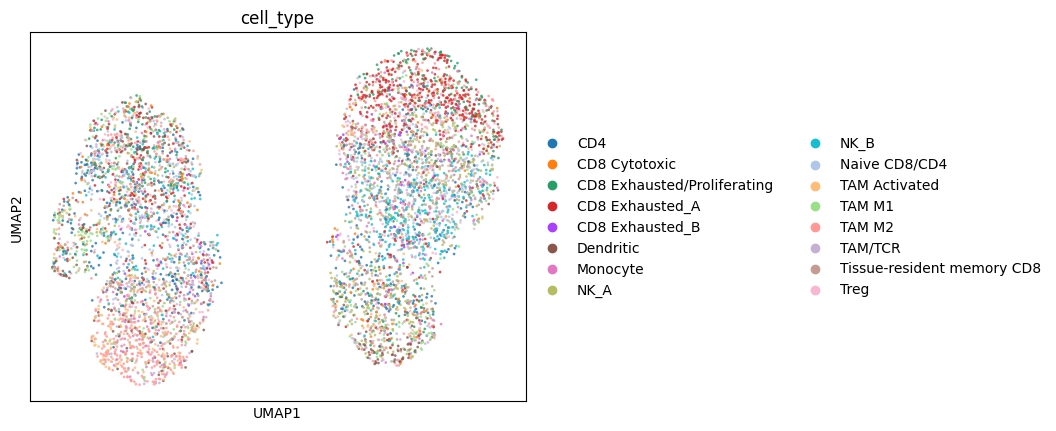 cell_type
UMAP2
UMAP1
CD4
CD8 Cytotoxic
CD8 Exhausted/Proliferating
CD8 Exhausted_A
CD8 Exhausted_B
Dendritic
Monocyte
NK_A
NK_B
Naive CD8/CD4
TAM Activated
TAM M1
TAM M2
TAM/TCR
Tissue-resident memory CD8
Treg